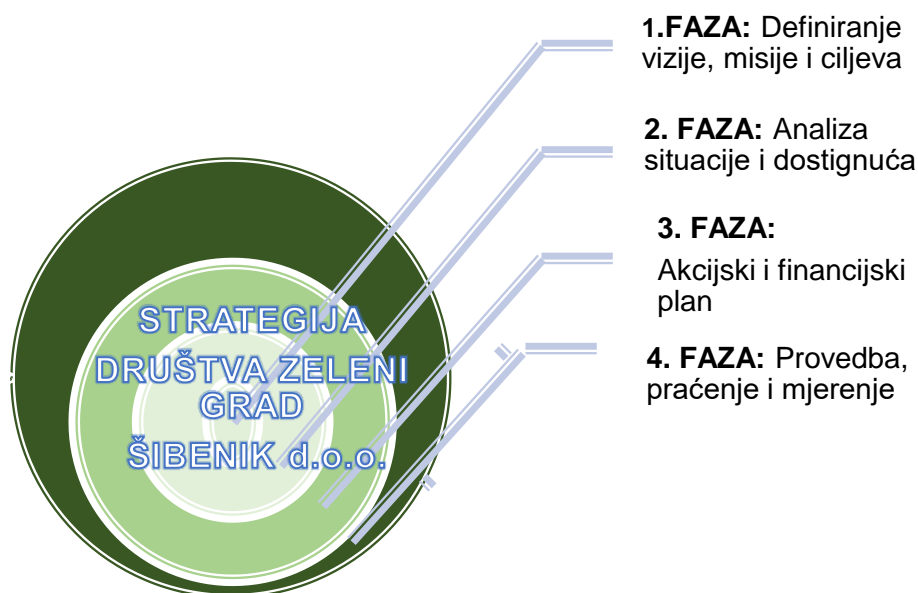 1.FAZA: Definiranje
vizije, misije i ciljeva
2. FAZA: Analiza
situacije i dostignuća
3. FAZA:
Akcijski i financijski
plan
4. FAZA: Provedba,
praćenje i mjerenje
STRATEGIJA
DRUŠTVA ZELENI
GRAD
ŠIBENIK d.o.o.